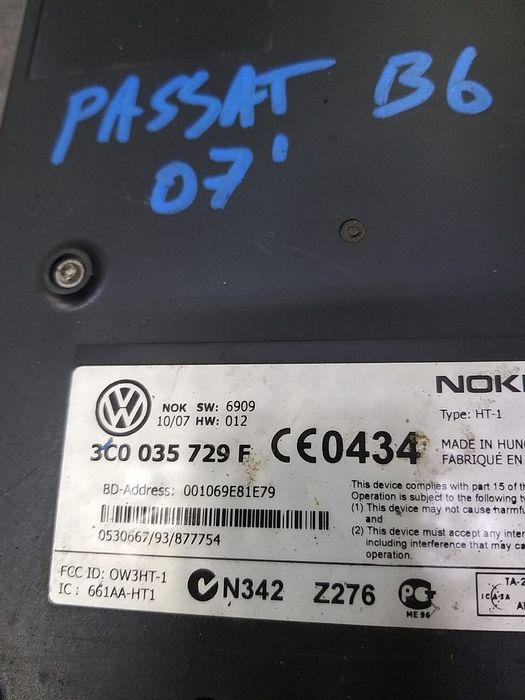 PASSAT B6
07'
NOKI
NOK SW: 6909
10/07 HW: 012
Type: HT-1
3C0 035 729 F CE0434
MADE IN HUN
FABRIQUÉ EN
BD-Address: 001069E81E79
This device complies with part 15 of th
Operation is subject to the following tw
(1) This device may not cause harmfu
and
(2) This device must accept any inter
including interference that may ca
operation.
0530667/93/877754
FCC ID: OW3HT-1
IC : 661AA-HT1
N342 Z276
ME 96
TA-2
ICASA